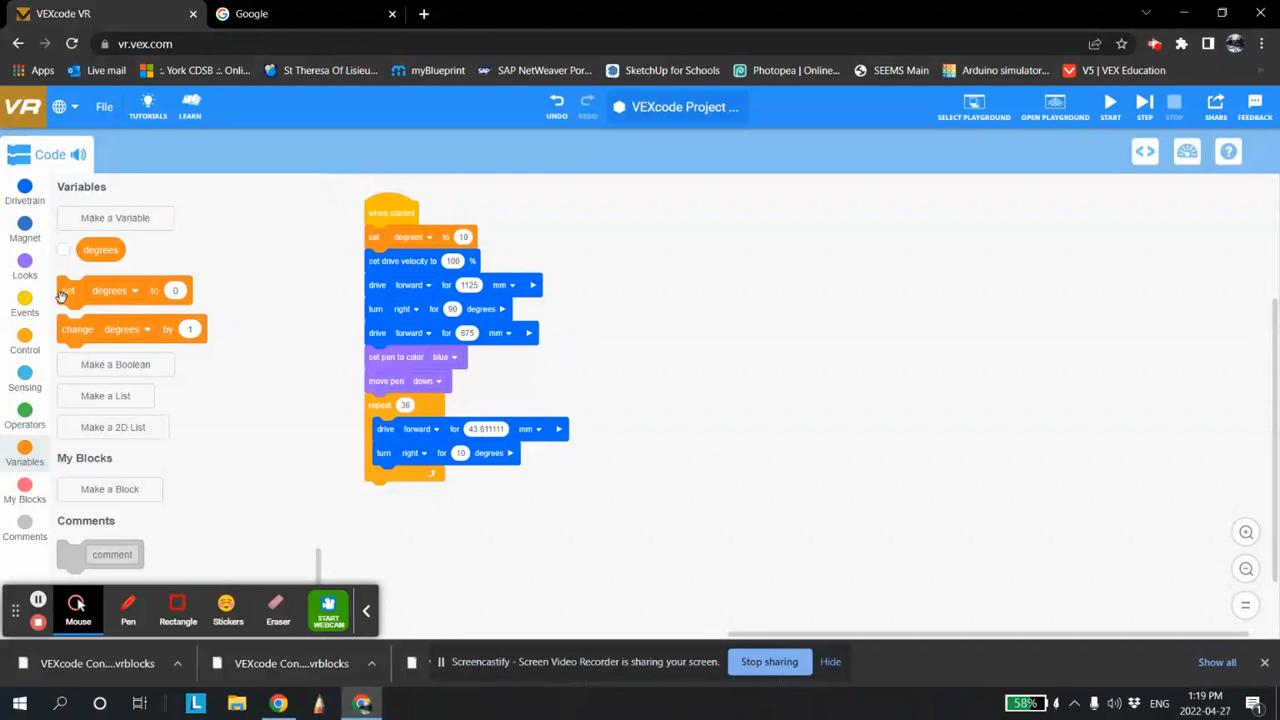 VEXcode VR
Google
vr.vex.com
Apps
Live mail
:: York CDSB ::. Onli...
St Theresa Of Lisieu...
myBlueprint
SAP NetWeaver Por...
SketchUp for Schools
Photopea | Online...
SEEMS Main
Arduino simulator...
V5 | VEX Education
VR
File
TUTORIALS
LEARN
UNDO
REDO
VEXcode Project ...
SELECT PLAYGROUND
OPEN PLAYGROUND
START
STEP
STOP
SHARE
FEEDBACK
Code
Drivetrain
Magnet
Looks
Events
Control
Sensing
Operators
Variables
My Blocks
Comments
Variables
Make a Variable
degrees
set degrees to 0
change degrees by 1
Make a Boolean
Make a List
Make a 2D List
My Blocks
Make a Block
Comments
comment
when started
set degrees to 10
set drive velocity to 100 %
drive forward for 1125 mm
turn right for 90 degrees
drive forward for 875 mm
set pen to color blue
move pen down
repeat 36
drive forward for 43.611111 mm
turn right for 10 degrees
Mouse
Pen
Rectangle
Stickers
Eraser
START WEBCAM
VEXcode Con....vrblocks
VEXcode Con....vrblocks
Screencastify - Screen Video Recorder is sharing your screen.
Stop sharing
Hide
Show all
L
58%
ENG
1:19 PM
2022-04-27
1